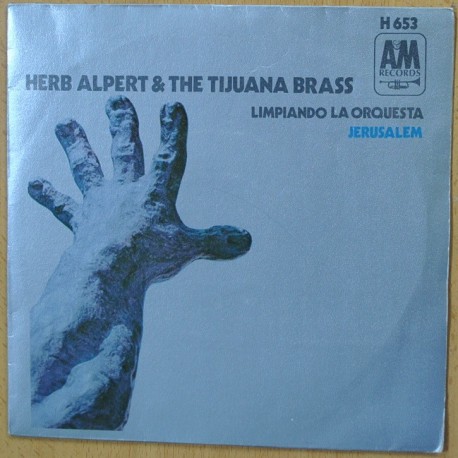 H 653
A&M
RECORDS
HERB ALPERT & THE TIJUANA BRASS
LIMPIANDO LA ORQUESTA
JERUSALEM